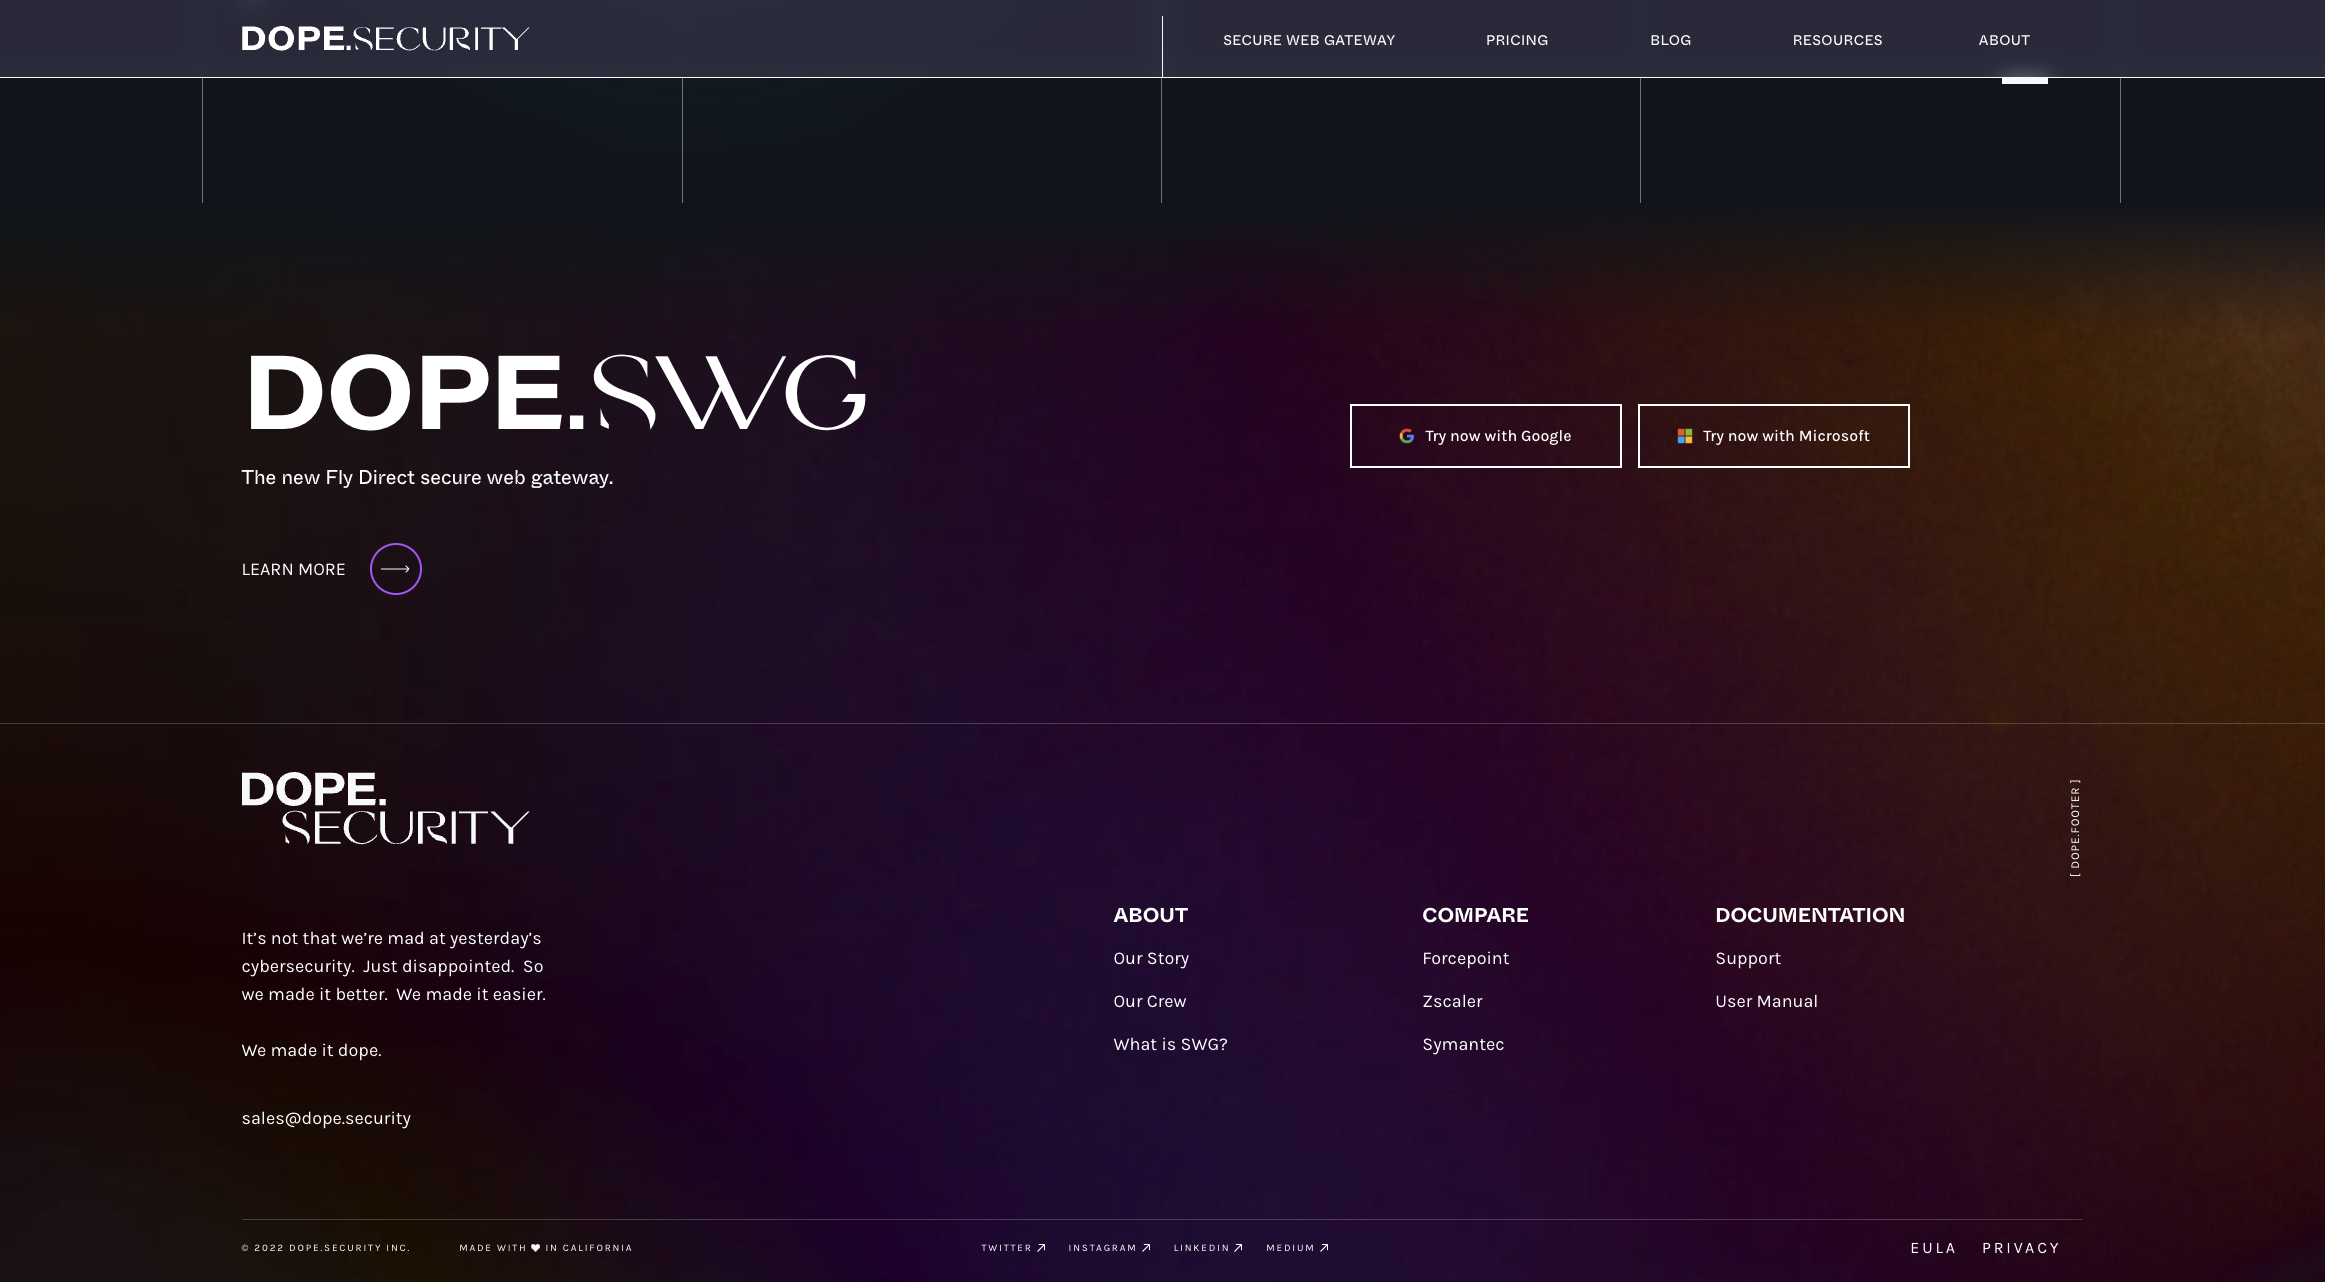 DOPE.SECURITY
SECURE WEB GATEWAY
PRICING
BLOG
RESOURCES
ABOUT
DOPE.SWG
The new Fly Direct secure web gateway.
LEARN MORE
Try now with Google
Try now with Microsoft
DOPE.
SECURITY
[ DOPE.FOOTER ]
It’s not that we’re mad at yesterday’s
cybersecurity.  Just disappointed.  So
we made it better.  We made it easier.
We made it dope.
sales@dope.security
ABOUT
Our Story
Our Crew
What is SWG?
COMPARE
Forcepoint
Zscaler
Symantec
DOCUMENTATION
Support
User Manual
© 2022 DOPE.SECURITY INC.
MADE WITH ♥ IN CALIFORNIA
TWITTER
INSTAGRAM
LINKEDIN
MEDIUM
EULA
PRIVACY